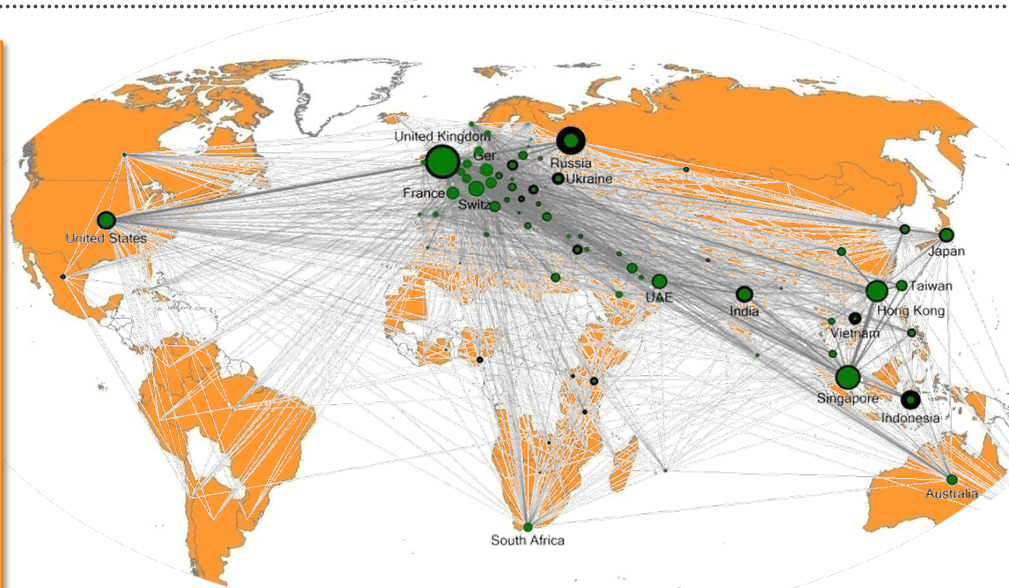 United Kingdom
Ger
Russia
Ukraine
France
Switz
United States
Japan
UAE
India
Taiwan
Hong Kong
Vietnam
Singapore
Indonesia
Australia
South Africa